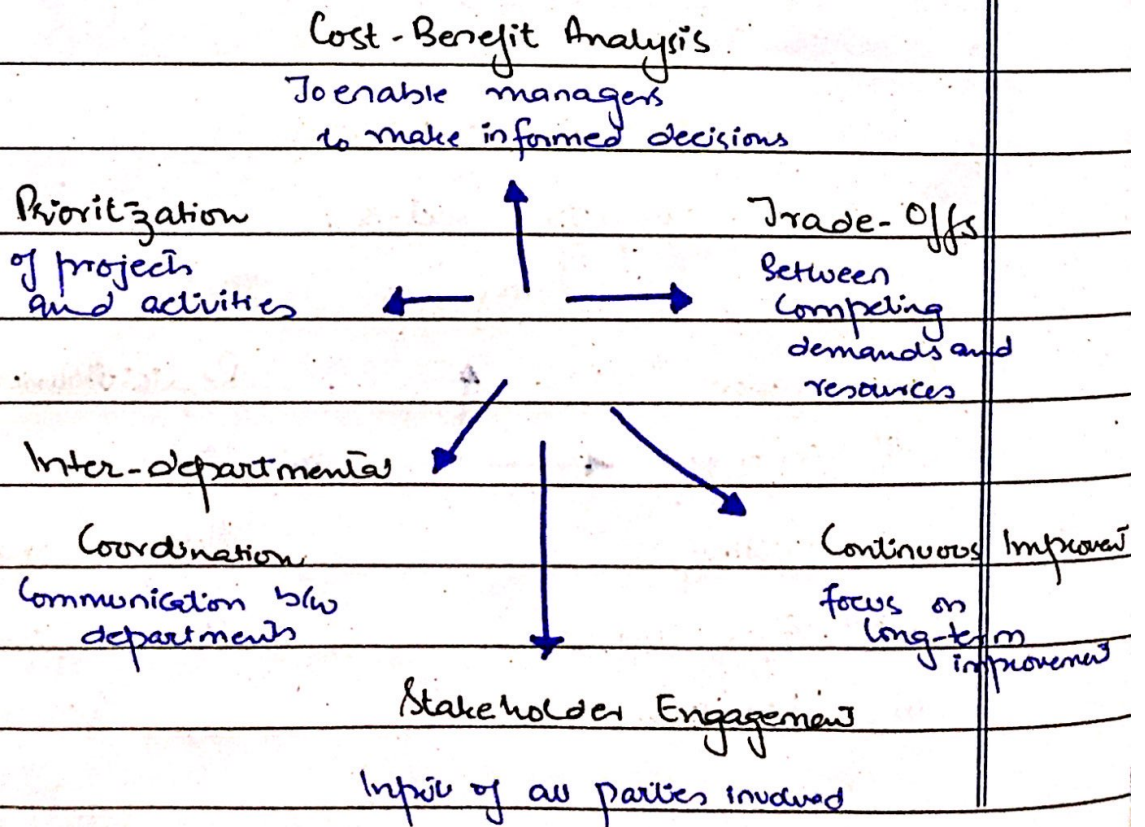 Cost-Benefit Analysis
To enable managers
to make informed decisions
Prioritization
of projects
and activities
Trade-Offs
Between
Competing
demands and
resources
Inter-departmental
Coordination
Communication b/w
departments
Continuous Improvement
focus on
long-term
improvement
Stakeholder Engagement
Input of all parties involved